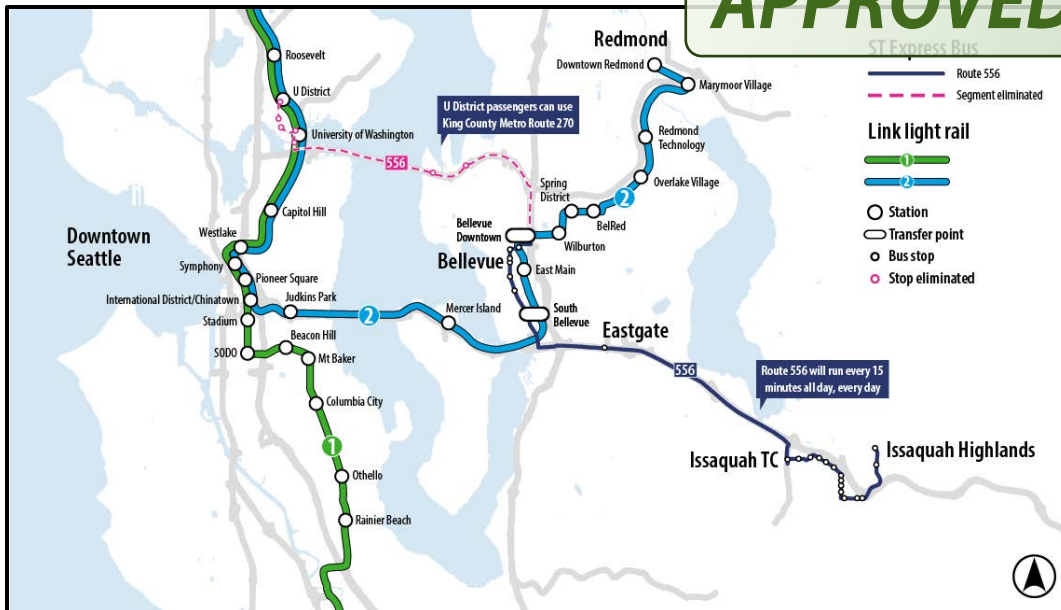 APPROVED
ST Express Bus
Route 556
Segment eliminated
Link light rail
1
2
Station
Transfer point
Bus stop
Stop eliminated
Redmond
Downtown Redmond
Marymoor Village
Redmond
Technology
Overlake Village
2
Spring
District
BelRed
Wilburton
Bellevue
Downtown
Bellevue
East Main
South
Bellevue
Roosevelt
U District
University of Washington
U District passengers can use
King County Metro Route 270
556
Capitol Hill
Westlake
Downtown
Seattle
Symphony
Pioneer Square
International District/Chinatown
Judkins Park
2
Mercer Island
Stadium
SODO
Beacon Hill
Mt Baker
Columbia City
1
Othello
Rainier Beach
Eastgate
556
Route 556 will run every 15
minutes all day, every day
Issaquah TC
Issaquah Highlands